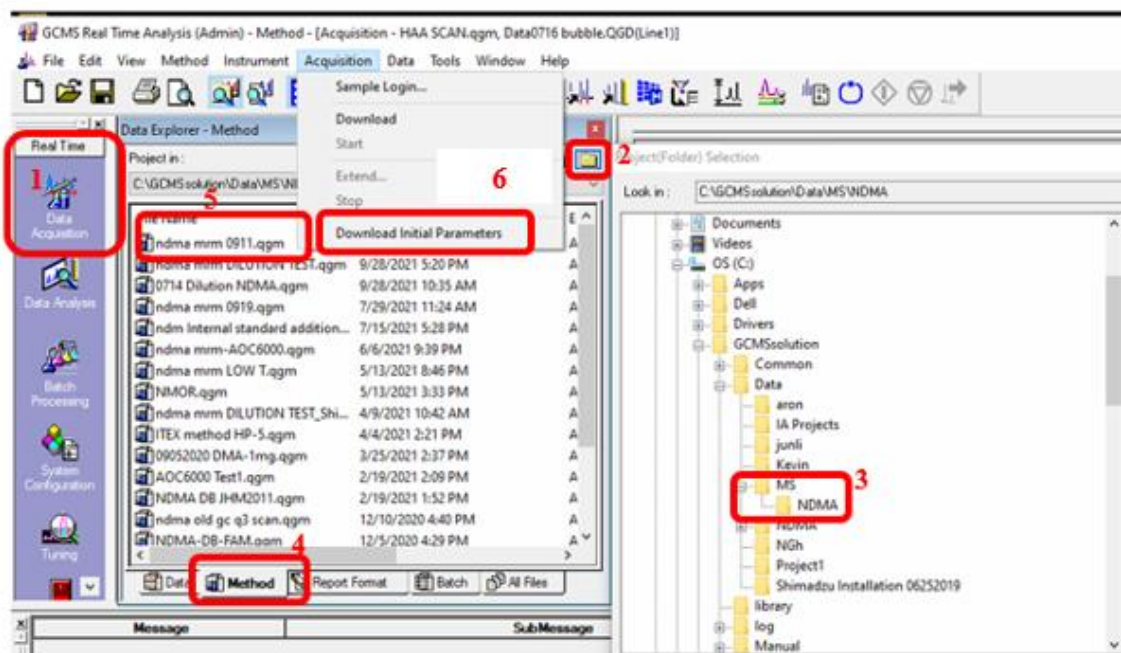 GCMS Real Time Analysis (Admin) - Method - [Acquisition - HAA SCAN.qgm, Data0716 bubble.QGD(Line1)]
File Edit View Method Instrument Acquisition Data Tools Window Help
Sample Login...
Download
Start
Extend...
Stop
Download Initial Parameters
6
Real Time
1
Data Acquisition
Data Analysis
Batch Processing
System Configuration
Tuning
Data Explorer - Method
2
Project in :
C:\GCMSsolution\Data\MS\
5
Name
ndma mrm 0911.qgm
ndma mrm DILUTION TEST.qgm 9/28/2021 5:20 PM A
0714 Dilution NDMA.qgm 9/28/2021 10:35 AM A
ndma mrm 0919.qgm 7/29/2021 11:24 AM A
ndm Internal standard addition... 7/15/2021 5:28 PM A
ndma mrm-AOC6000.qgm 6/6/2021 9:39 PM A
ndma mrm LOW T.qgm 5/13/2021 8:46 PM A
NMOR.qgm 5/13/2021 3:33 PM A
ndma mrm DILUTION TEST_Shi... 4/9/2021 10:42 AM A
ITEX method HP-5.qgm 4/4/2021 2:21 PM A
09052020 DMA-1mg.qgm 3/25/2021 2:37 PM A
AOC6000 Test1.qgm 2/19/2021 2:09 PM A
NDMA DB JHM2011.qgm 2/19/2021 1:52 PM A
ndma old gc q3 scan.qgm 12/10/2020 4:40 PM A
NDMA-DB-FAM.qgm 12/5/2020 4:29 PM A
4
Data Method Report Format Batch All Files
Message SubMessage
(Folder) Selection
Look in : C:\GCMSsolution\Data\MS\NDMA
Documents
Videos
OS (C:)
Apps
Dell
Drivers
GCMSsolution
Common
Data
aron
IA Projects
junli
Kevin
MS
3
NDMA
NDMA
NGh
Project1
Shimadzu Installation 06252019
library
log
Manual